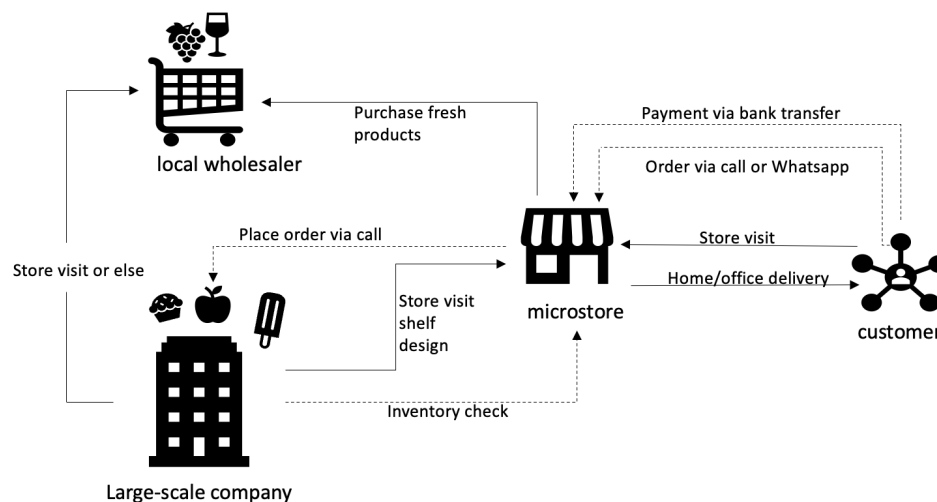 Purchase fresh
products
Payment via bank transfer
local wholesaler
Order via call or Whatsapp
Place order via call
Store visit
Store visit or else
Home/office delivery
Store visit
shelf
design
microstore
customer
Inventory check
Large-scale company